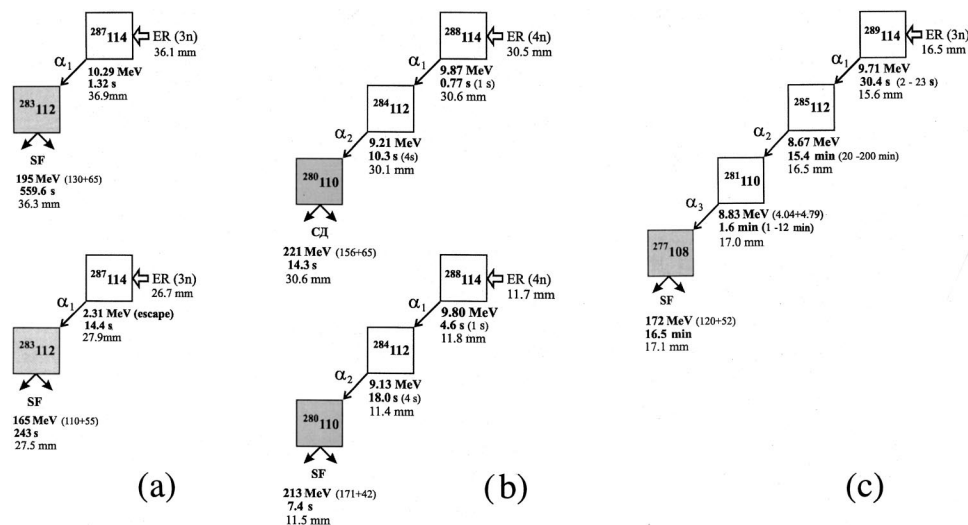 ²⁸⁷114
ER (3n)
36.1 mm
α₁
10.29 MeV
1.32 s
36.9mm
²⁸³112
SF
195 MeV (130+65)
559.6 s
36.3 mm
²⁸⁷114
ER (3n)
26.7 mm
α₁
2.31 MeV (escape)
14.4 s
27.9mm
²⁸³112
SF
165 MeV (110+55)
243 s
27.5 mm
(a)
²⁸⁸114
ER (4n)
30.5 mm
α₁
9.87 MeV
0.77 s (1 s)
30.6 mm
²⁸⁴112
α₂
9.21 MeV
10.3 s (4s)
30.1 mm
²⁸⁰110
СД
221 MeV (156+65)
14.3 s
30.6 mm
²⁸⁸114
ER (4n)
11.7 mm
α₁
9.80 MeV
4.6 s (1 s)
11.8 mm
²⁸⁴112
α₂
9.13 MeV
18.0 s (4 s)
11.4 mm
²⁸⁰110
SF
213 MeV (171+42)
7.4 s
11.5 mm
(b)
²⁸⁹114
ER (3n)
16.5 mm
α₁
9.71 MeV
30.4 s (2 - 23 s)
15.6 mm
²⁸⁵112
α₂
8.67 MeV
15.4 min (20 -200 min)
16.5 mm
²⁸¹110
α₃
8.83 MeV (4.04+4.79)
1.6 min (1 -12 min)
17.0 mm
²⁷⁷108
SF
172 MeV (120+52)
16.5 min
17.1 mm
(c)